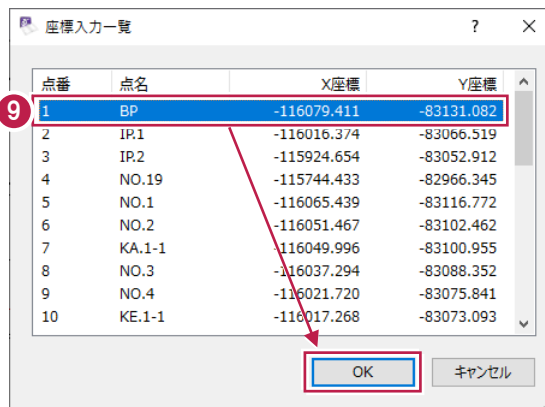 座標入力一覧 ?
点番 点名 X座標 Y座標
9
1 BP -116079.411 -83131.082
2 IP.1 -116016.374 -83066.519
3 IP.2 -115924.654 -83052.912
4 NO.19 -115744.433 -82966.345
5 NO.1 -116065.439 -83116.772
6 NO.2 -116051.467 -83102.462
7 KA.1-1 -116049.996 -83100.955
8 NO.3 -116037.294 -83088.352
9 NO.4 -116021.720 -83075.841
10 KE.1-1 -116017.268 -83073.093
OK キャンセル